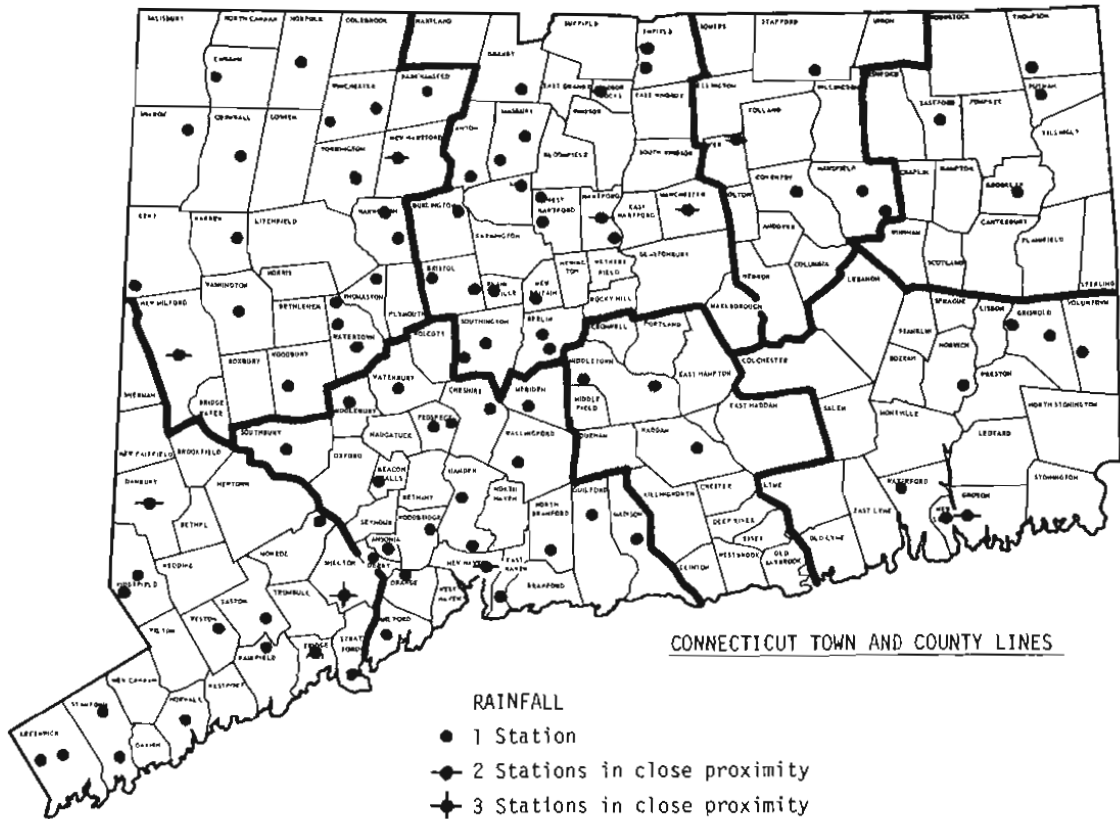 SALISBURY
NORTH CANAAN
NORFOLK
COLEBROOK
HARTLAND
SUFFIELD
ENFIELD
SOMERS
STAFFORD
UNION
WOODSTOCK
THOMPSON
CANAAN
WINCHESTER
BARKHAMSTED
GRANBY
EAST GRANBY
WINDSOR LOCKS
EAST WINDSOR
ELLINGTON
WILLINGTON
ASHFORD
EASTFORD
POMFRET
PUTNAM
SHARON
CORNWALL
GOSHEN
TORRINGTON
NEW HARTFORD
CANTON
SIMSBURY
BLOOMFIELD
WINDSOR
SOUTH WINDSOR
TOLLAND
KILLINGLY
COVENTRY
MANSFIELD
CHAPLIN
HAMPTON
BROOKLYN
KENT
WARREN
LITCHFIELD
HARWINTON
BURLINGTON
WEST HARTFORD
HARTFORD
EAST HARTFORD
MANCHESTER
BOLTON
ANDOVER
WINDHAM
CANTERBURY
PLAINFIELD
FARMINGTON
NEWINGTON
WETHERSFIELD
GLASTONBURY
HEBRON
COLUMBIA
LEBANON
SCOTLAND
STERLING
WASHINGTON
MORRIS
BETHLEHEM
THOMASTON
PLYMOUTH
BRISTOL
PLAINVILLE
NEW BRITAIN
ROCKY HILL
MARLBOROUGH
NEW MILFORD
WATERTOWN
WOLCOTT
SOUTHINGTON
BERLIN
CROMWELL
PORTLAND
COLCHESTER
FRANKLIN
SPRAGUE
LISBON
GRISWOLD
VOLUNTOWN
SHERMAN
ROXBURY
WOODBURY
BRIDGEWATER
MIDDLEBURY
WATERBURY
CHESHIRE
MERIDEN
MIDDLETOWN
MIDDLEFIELD
EAST HAMPTON
BOZRAH
NORWICH
PRESTON
NORTH STONINGTON
SOUTHBURY
NAUGATUCK
PROSPECT
WALLINGFORD
DURHAM
HADDAM
EAST HADDAM
SALEM
MONTVILLE
LEDYARD
STONINGTON
NEW FAIRFIELD
BROOKFIELD
NEWTOWN
OXFORD
BEACON FALLS
BETHANY
HAMDEN
DANBURY
BETHEL
SEYMOUR
WOODBRIDGE
NORTH HAVEN
NORTH BRANFORD
GUILFORD
MADISON
KILLINGWORTH
CHESTER
DEEP RIVER
ESSEX
LYME
EAST LYME
WATERFORD
GROTON
RIDGEFIELD
REDDING
MONROE
SHELTON
ANSONIA
DERBY
ORANGE
NEW HAVEN
EAST HAVEN
BRANFORD
CLINTON
WESTBROOK
OLD SAYBROOK
OLD LYME
WILTON
WESTON
EASTON
TRUMBULL
STRATFORD
MILFORD
WEST HAVEN
NEW CANAAN
NORWALK
WESTPORT
FAIRFIELD
GREENWICH
STAMFORD
DARIEN
CONNECTICUT TOWN AND COUNTY LINES
RAINFALL
1 Station
2 Stations in close proximity
3 Stations in close proximity